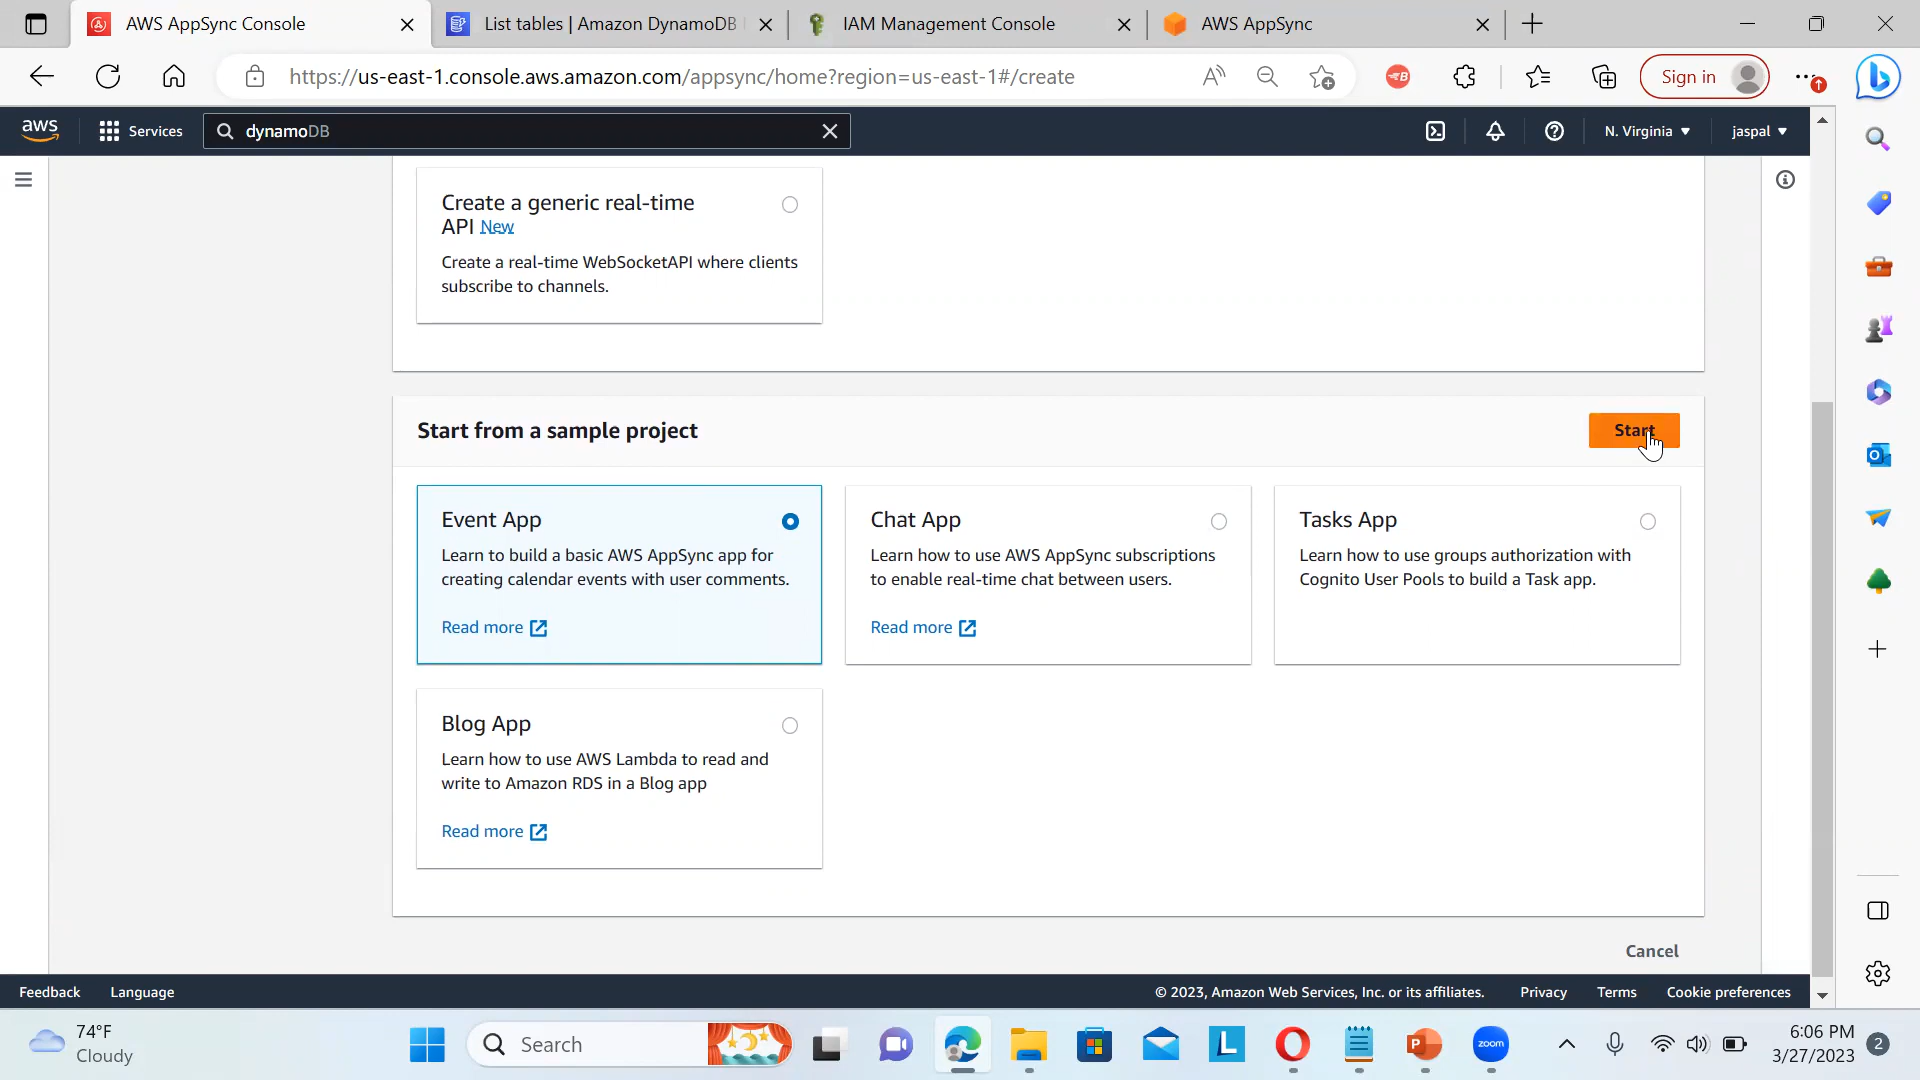 AWS AppSync Console
List tables | Amazon DynamoDB
IAM Management Console
AWS AppSync
https://us-east-1.console.aws.amazon.com/appsync/home?region=us-east-1#/create
Sign in
aws
Services
dynamoDB
N. Virginia
jaspal
Create a generic real-time
API New
Create a real-time WebSocketAPI where clients
subscribe to channels.
Start from a sample project
Start
Event App
Learn to build a basic AWS AppSync app for
creating calendar events with user comments.
Read more
Chat App
Learn how to use AWS AppSync subscriptions
to enable real-time chat between users.
Read more
Tasks App
Learn how to use groups authorization with
Cognito User Pools to build a Task app.
Blog App
Learn how to use AWS Lambda to read and
write to Amazon RDS in a Blog app
Read more
Cancel
Feedback
Language
© 2023, Amazon Web Services, Inc. or its affiliates.
Privacy
Terms
Cookie preferences
74°F
Cloudy
Search
zoom
6:06 PM
3/27/2023
2